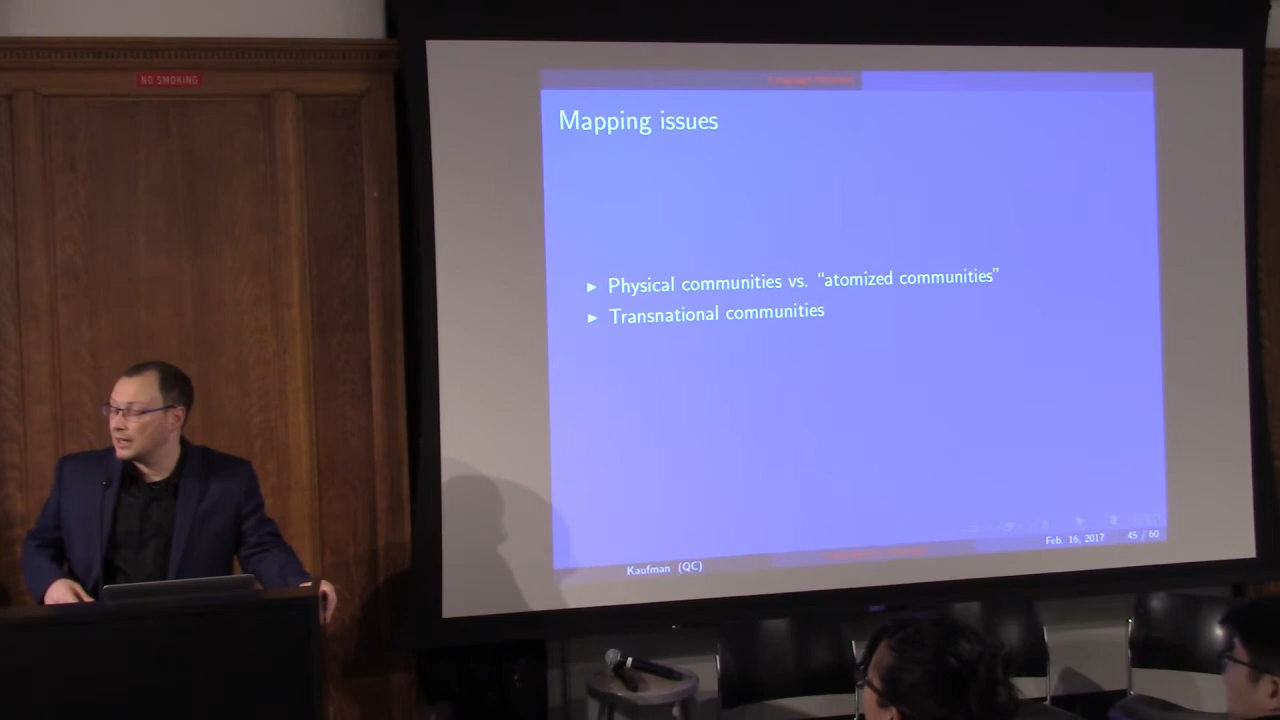 NO SMOKING
Mapping issues
▶ Physical communities vs. “atomized communities”
▶ Transnational communities
Kaufman (QC)
Feb. 16, 2017 45 / 60